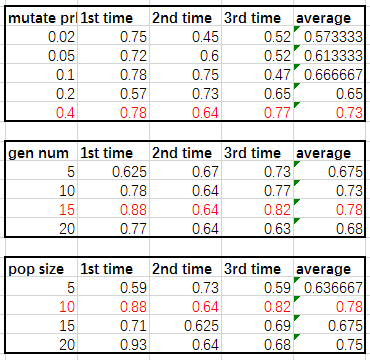 mutate prl 1st time 2nd time 3rd time average
0.02 0.75 0.45 0.52 0.573333
0.05 0.72 0.6 0.52 0.613333
0.1 0.78 0.75 0.47 0.666667
0.2 0.57 0.73 0.65 0.65
0.4 0.78 0.64 0.77 0.73
gen num 1st time 2nd time 3rd time average
5 0.625 0.67 0.73 0.675
10 0.78 0.64 0.77 0.73
15 0.88 0.64 0.82 0.78
20 0.77 0.64 0.63 0.68
pop size 1st time 2nd time 3rd time average
5 0.59 0.73 0.59 0.636667
10 0.88 0.64 0.82 0.78
15 0.71 0.625 0.69 0.675
20 0.93 0.64 0.68 0.75